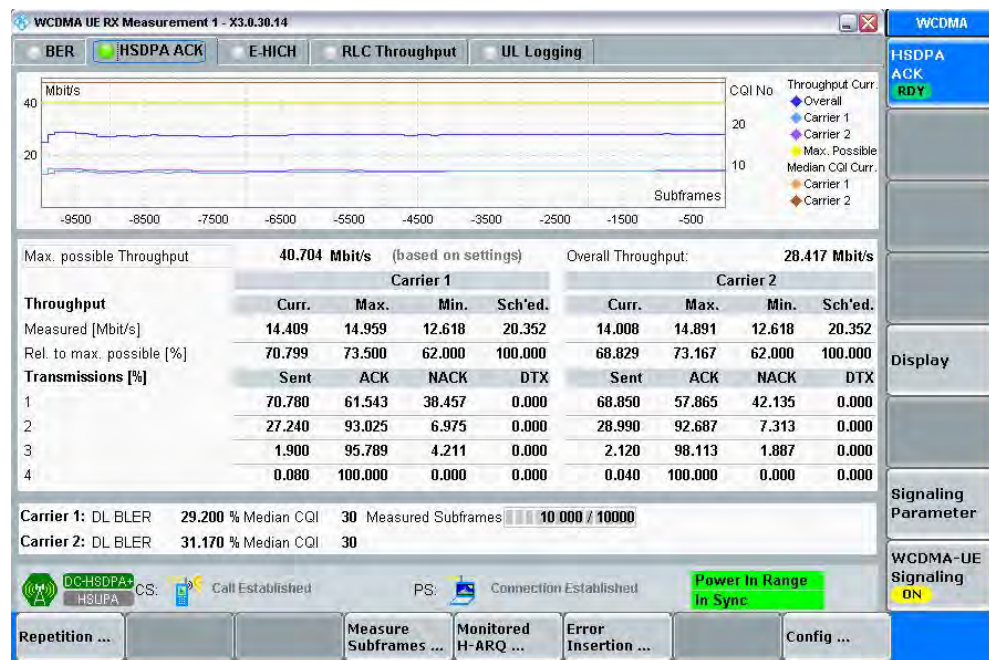 WCDMA UE RX Measurement 1 - X3.0.30.14
WCDMA
BER HSDPA ACK E-HICH RLC Throughput UL Logging
HSDPA
ACK
RDY
Mbit/s
40
20
CQI No
20
10
Subframes
-9500 -8500 -7500 -6500 -5500 -4500 -3500 -2500 -1500 -500
Throughput Curr.
Overall
Carrier 1
Carrier 2
Max. Possible
Median CQI Curr.
Carrier 1
Carrier 2
Max. possible Throughput 40.704 Mbit/s (based on settings) Overall Throughput: 28.417 Mbit/s
Carrier 1 Carrier 2
Throughput Curr. Max. Min. Sch'ed. Curr. Max. Min. Sch'ed.
Measured [Mbit/s] 14.409 14.959 12.618 20.352 14.008 14.891 12.618 20.352
Rel. to max. possible [%] 70.799 73.500 62.000 100.000 68.829 73.167 62.000 100.000
Transmissions [%] Sent ACK NACK DTX Sent ACK NACK DTX
1 70.780 61.543 38.457 0.000 68.850 57.865 42.135 0.000
2 27.240 93.025 6.975 0.000 28.990 92.687 7.313 0.000
3 1.900 95.789 4.211 0.000 2.120 98.113 1.887 0.000
4 0.080 100.000 0.000 0.000 0.040 100.000 0.000 0.000
Carrier 1: DL BLER 29.200 % Median CQI 30 Measured Subframes 10 000 / 10000
Carrier 2: DL BLER 31.170 % Median CQI 30
DC-HSDPA+
HSUPA
CS: Call Established PS: Connection Established
Power In Range
In Sync
Display
Signaling
Parameter
WCDMA-UE
Signaling
ON
Repetition ...
Measure
Subframes ...
Monitored
H-ARQ ...
Error
Insertion ...
Config ...